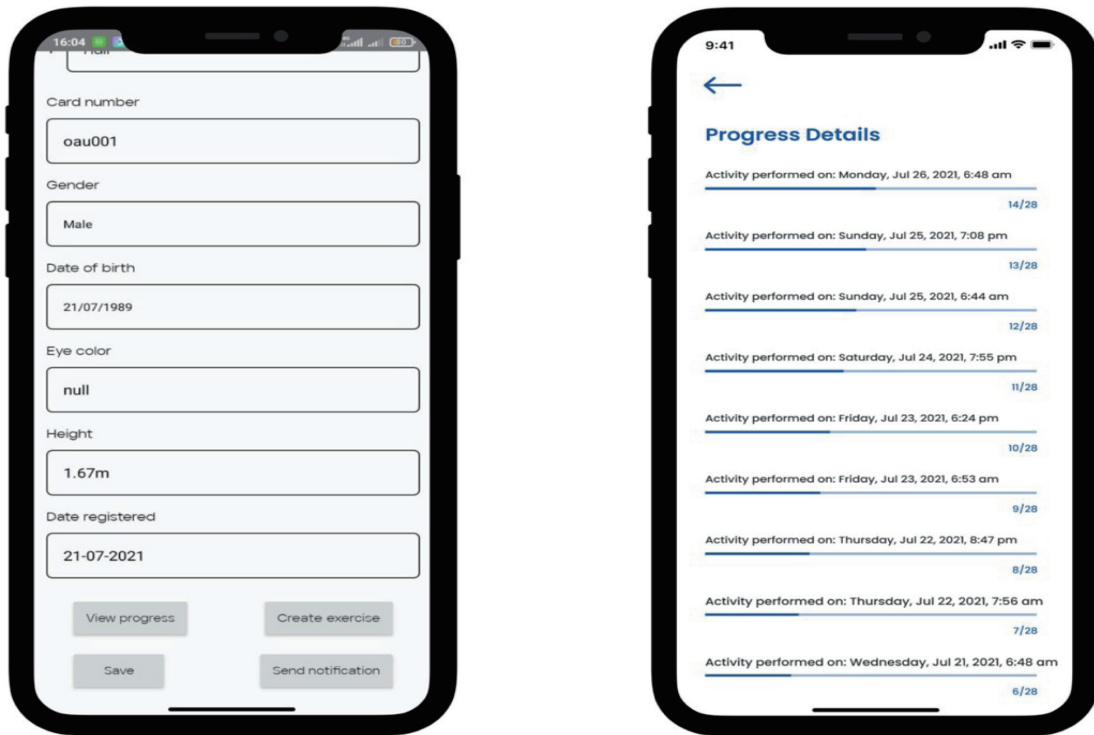 16:04
Card number
oau001
Gender
Male
Date of birth
21/07/1989
Eye color
null
Height
1.67m
Date registered
21-07-2021
View progress
Create exercise
Save
Send notification
9:41
Progress Details
Activity performed on: Monday, Jul 26, 2021, 6:48 am
14/28
Activity performed on: Sunday, Jul 25, 2021, 7:08 pm
13/28
Activity performed on: Sunday, Jul 25, 2021, 6:44 am
12/28
Activity performed on: Saturday, Jul 24, 2021, 7:55 pm
11/28
Activity performed on: Friday, Jul 23, 2021, 6:24 pm
10/28
Activity performed on: Friday, Jul 23, 2021, 6:53 am
9/28
Activity performed on: Thursday, Jul 22, 2021, 8:47 pm
8/28
Activity performed on: Thursday, Jul 22, 2021, 7:56 am
7/28
Activity performed on: Wednesday, Jul 21, 2021, 6:48 am
6/28